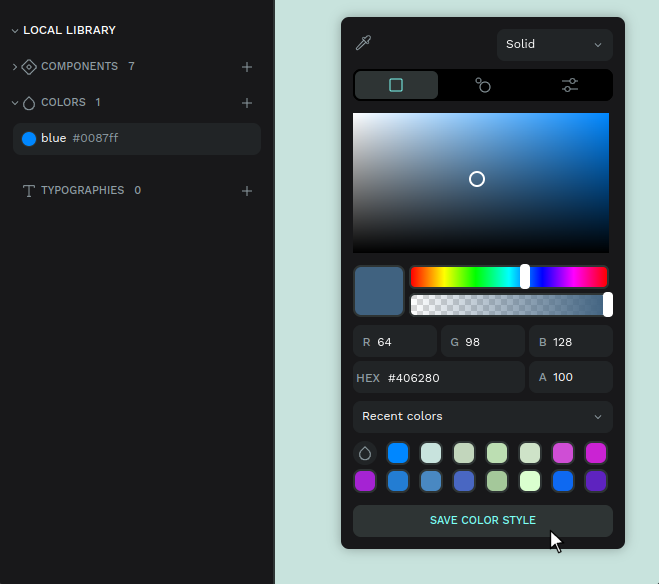 LOCAL LIBRARY
COMPONENTS 7
COLORS 1
blue #0087ff
TYPOGRAPHIES 0
Solid
R 64 G 98 B 128
HEX #406280 A 100
Recent colors
SAVE COLOR STYLE